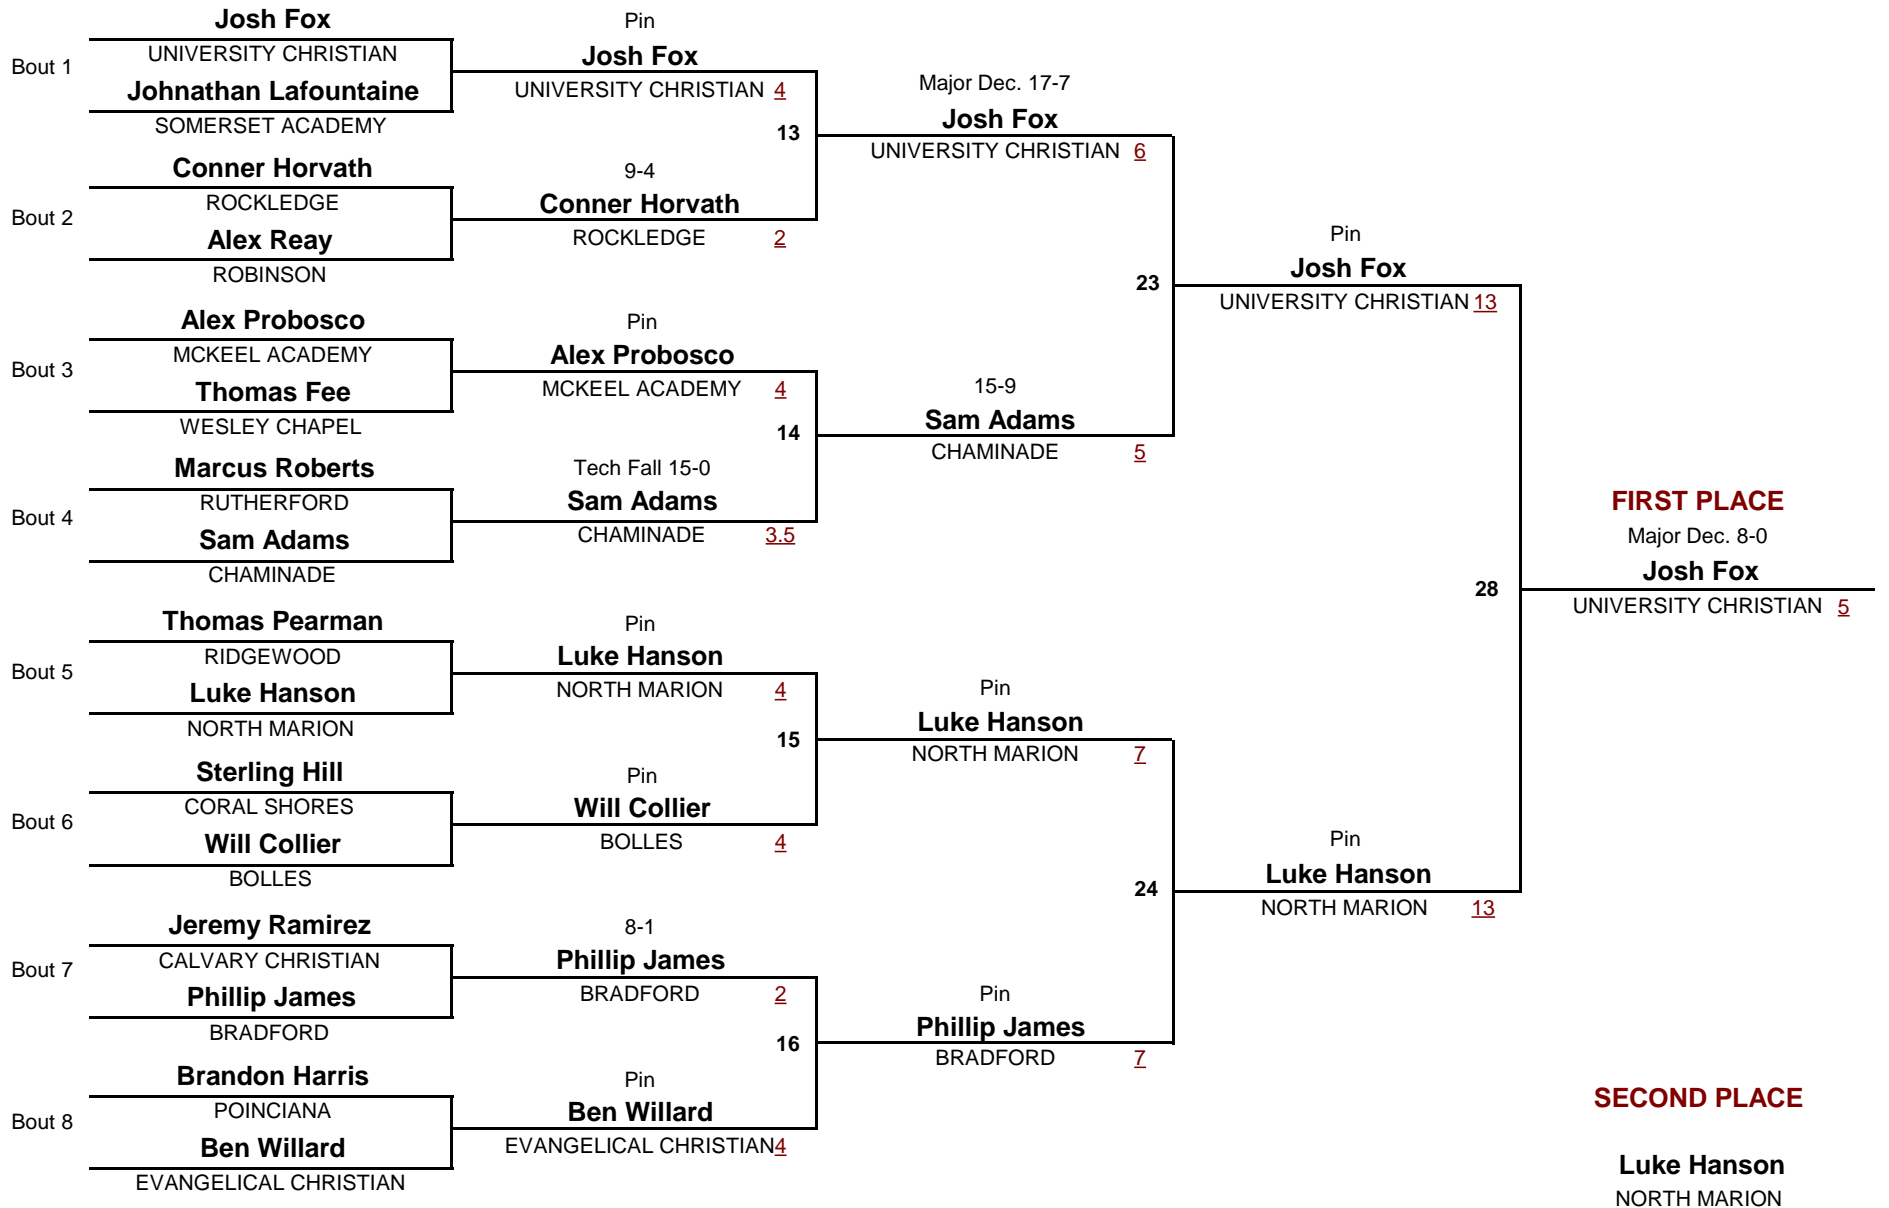 Bout 1
Josh Fox
UNIVERSITY CHRISTIAN
Johnathan Lafountaine
SOMERSET ACADEMY
Bout 2
Conner Horvath
ROCKLEDGE
Alex Reay
ROBINSON
Bout 3
Alex Probosco
MCKEEL ACADEMY
Thomas Fee
WESLEY CHAPEL
Bout 4
Marcus Roberts
RUTHERFORD
Sam Adams
CHAMINADE
Bout 5
Thomas Pearman
RIDGEWOOD
Luke Hanson
NORTH MARION
Bout 6
Sterling Hill
CORAL SHORES
Will Collier
BOLLES
Bout 7
Jeremy Ramirez
CALVARY CHRISTIAN
Phillip James
BRADFORD
Bout 8
Brandon Harris
POINCIANA
Ben Willard
EVANGELICAL CHRISTIAN
Pin
Josh Fox
UNIVERSITY CHRISTIAN 4
13
9-4
Conner Horvath
ROCKLEDGE 2
Pin
Alex Probosco
MCKEEL ACADEMY 4
14
Tech Fall 15-0
Sam Adams
CHAMINADE 3.5
Pin
Luke Hanson
NORTH MARION 4
15
Pin
Will Collier
BOLLES 4
8-1
Phillip James
BRADFORD 2
16
Pin
Ben Willard
EVANGELICAL CHRISTIAN 4
Major Dec. 17-7
Josh Fox
UNIVERSITY CHRISTIAN 6
23
15-9
Sam Adams
CHAMINADE 5
Pin
Luke Hanson
NORTH MARION 7
24
Pin
Phillip James
BRADFORD 7
Pin
Josh Fox
UNIVERSITY CHRISTIAN 13
28
Pin
Luke Hanson
NORTH MARION 13
FIRST PLACE
Major Dec. 8-0
Josh Fox
UNIVERSITY CHRISTIAN 5
SECOND PLACE
Luke Hanson
NORTH MARION